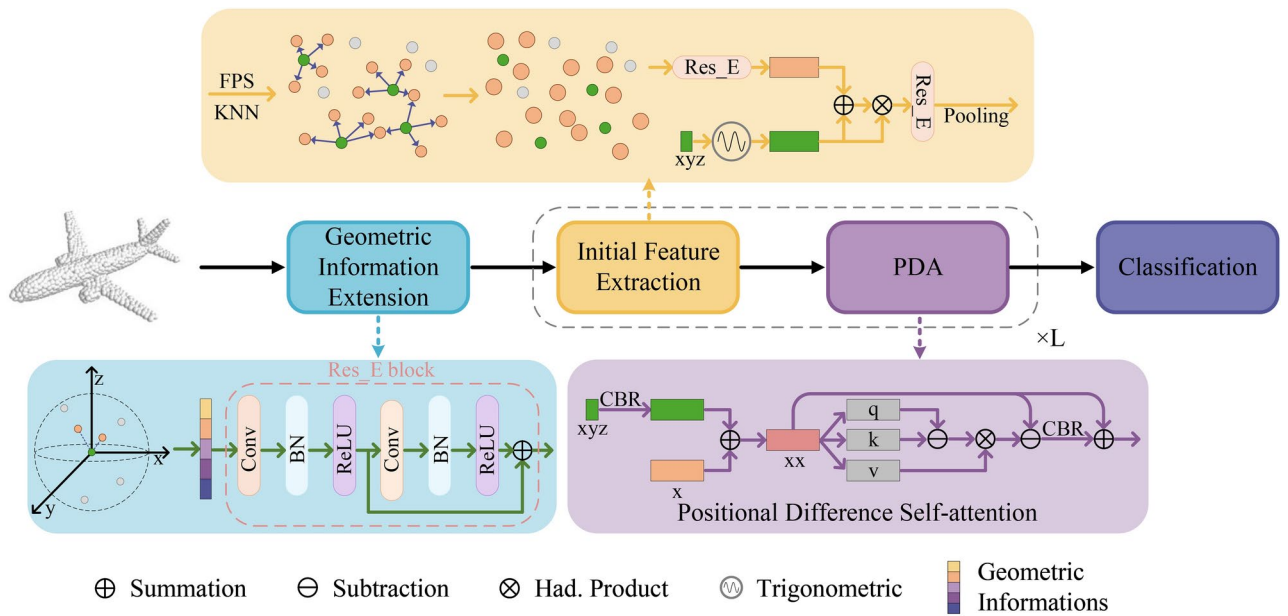 FPS
KNN
Res_E
xyz
Res_E
Pooling
Geometric
Information
Extension
Initial Feature
Extraction
PDA
Classification
×L
z
x
y
Res_E block
Conv
BN
ReLU
Conv
BN
ReLU
xyz
CBR
x
xx
q
k
v
CBR
Positional Difference Self-attention
Summation
Subtraction
Had. Product
Trigonometric
Geometric
Informations